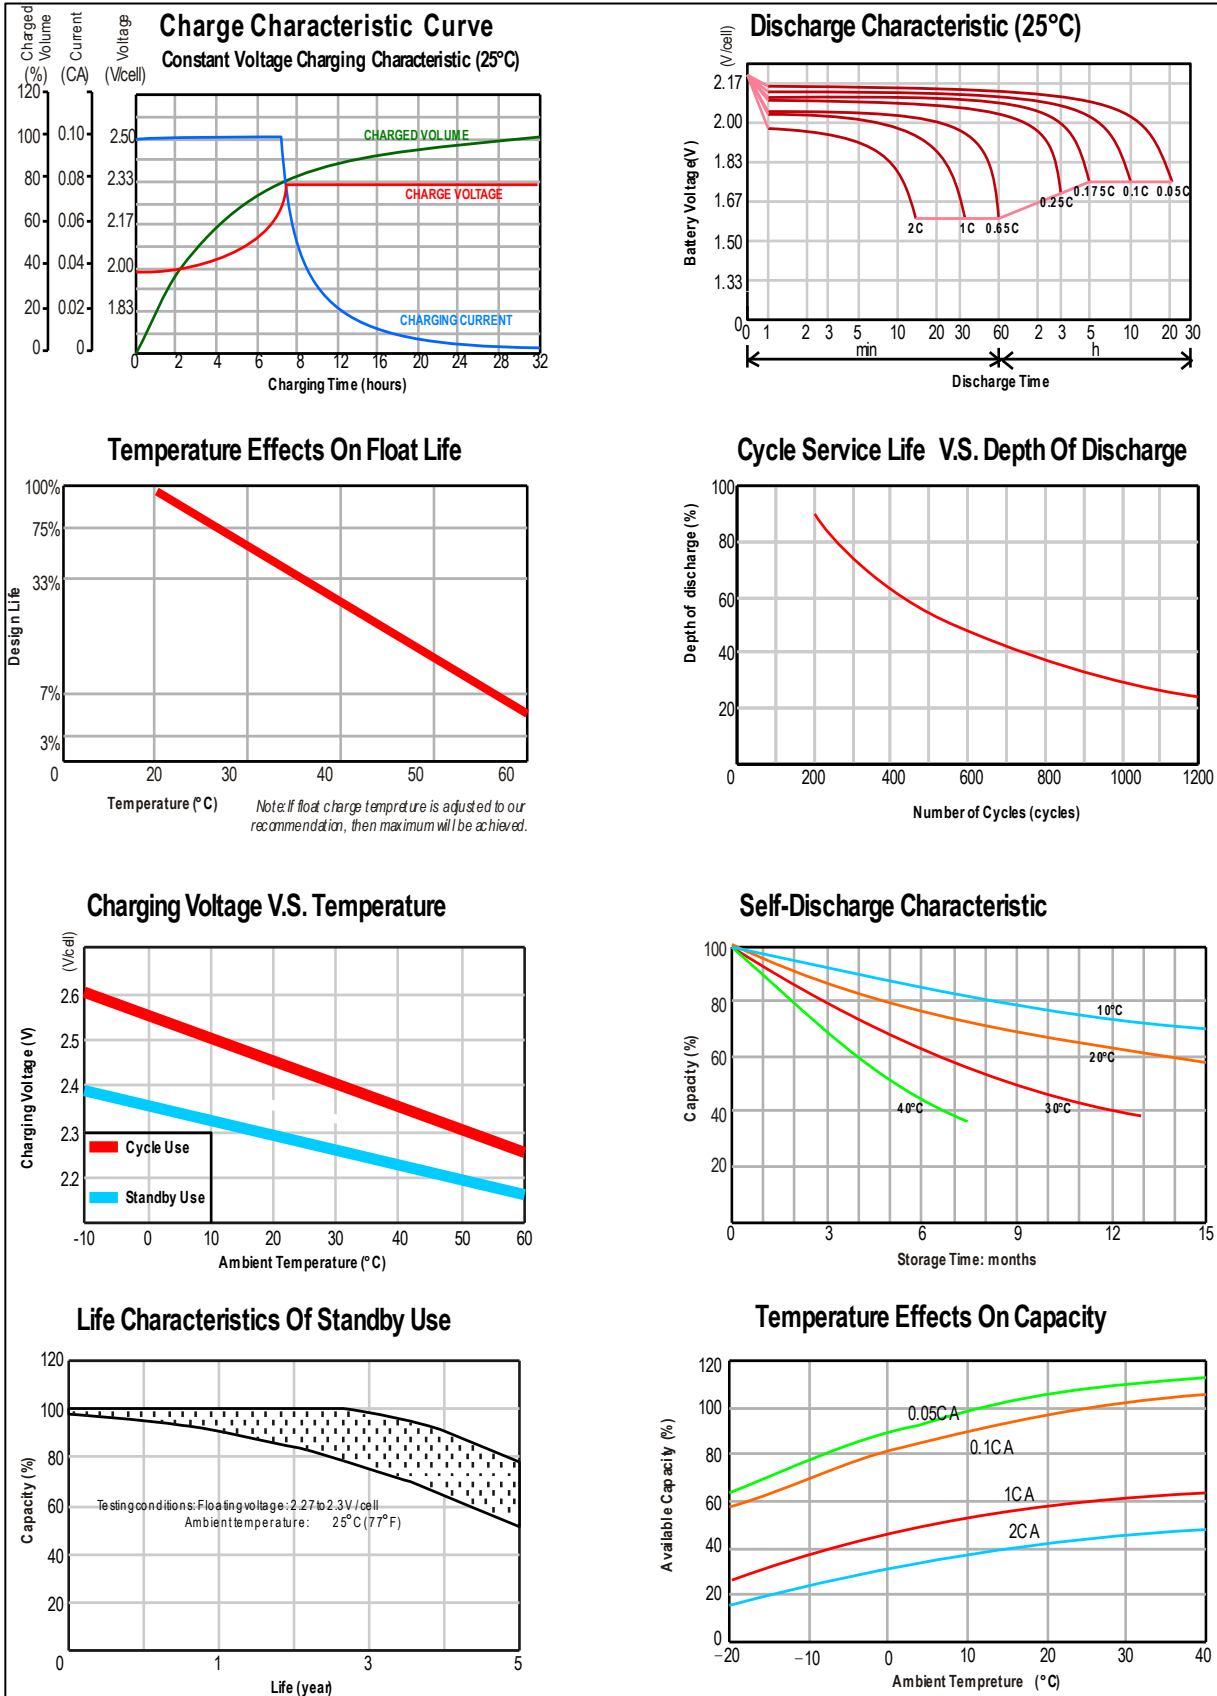 Charge Characteristic Curve
Constant Voltage Charging Characteristic (25°C)
Charged Volume
Current
Voltage
(%) (CA) (V/cell)
120
100 0.10 2.50
80 0.08 2.33
60 0.06 2.17
40 0.04 2.00
20 0.02 1.83
0 0
CHARGED VOLUME
CHARGE VOLTAGE
CHARGING CURRENT
0 2 4 6 8 10 12 16 20 24 28 32
Charging Time (hours)
Discharge Characteristic (25°C)
(V/cell)
Battery Voltage(V)
2.17
2.00
1.83
1.67
1.50
1.33
0
2C 1C 0.65C 0.25C 0.175C 0.1C 0.05C
0 1 2 3 5 10 20 30 60 2 3 5 10 20 30
min h
Discharge Time
Temperature Effects On Float Life
Design Life
100%
75%
33%
7%
3%
0 20 30 40 50 60
Temperature (°C)
Note: If float charge tempreture is adjusted to our
recommendation, then maximum will be achieved.
Cycle Service Life V.S. Depth Of Discharge
Depth of discharge (%)
100
80
60
40
20
0 200 400 600 800 1000 1200
Number of Cycles (cycles)
Charging Voltage V.S. Temperature
(V/cell)
Charging Voltage (V)
2.6
2.5
2.4
2.3
2.2
Cycle Use
Standby Use
-10 0 10 20 30 40 50 60
Ambient Temperature (°C)
Self-Discharge Characteristic
Capacity (%)
100
80
60
40
20
10°C
20°C
30°C
40°C
0 3 6 9 12 15
Storage Time: months
Life Characteristics Of Standby Use
Capacity (%)
120
100
80
60
40
20
Testing conditions: Floating voltage: 2.27 to 2.3V/cell
Ambient temperature: 25°C (77°F)
0 1 3 5
Life (year)
Temperature Effects On Capacity
Available Capacity (%)
120
100
80
60
40
20
0
0.05CA
0.1CA
1CA
2CA
−20 −10 0 10 20 30 40
Ambient Tempreture (°C)